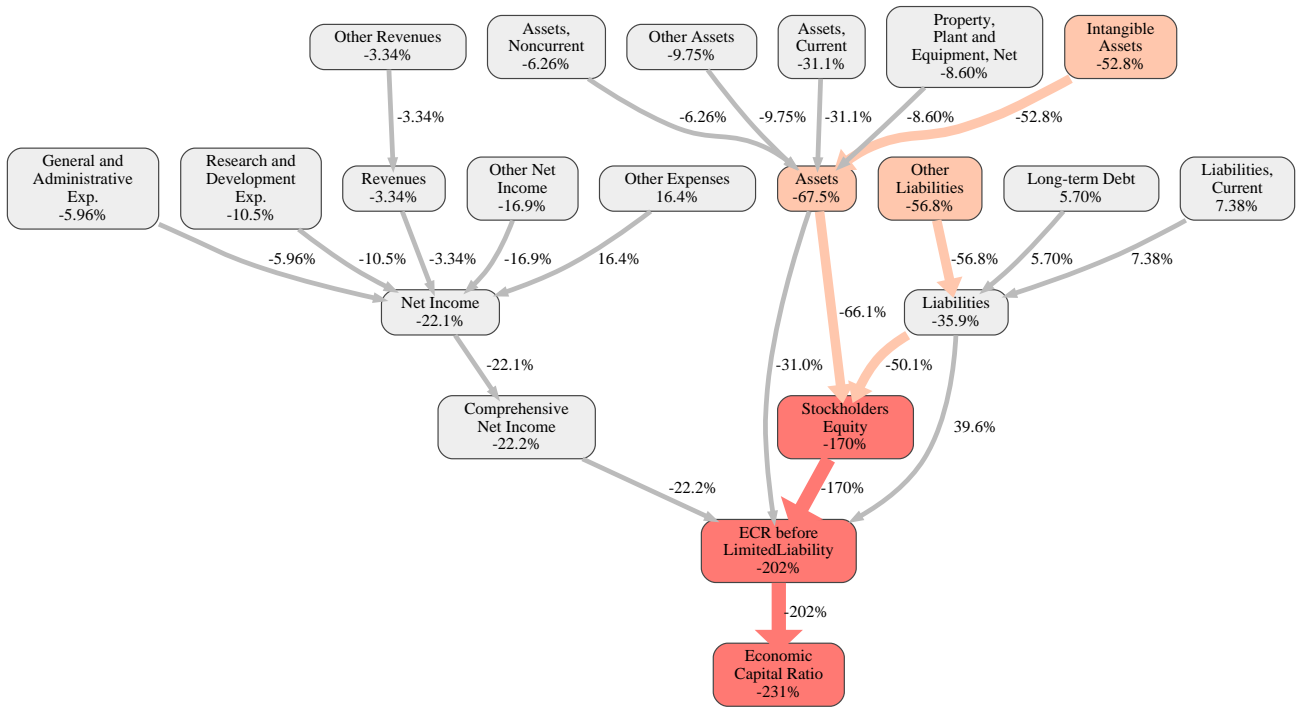 Other Revenues
-3.34%
Assets,
Noncurrent
-6.26%
Other Assets
-9.75%
Assets,
Current
-31.1%
Property,
Plant and
Equipment, Net
-8.60%
Intangible
Assets
-52.8%
-3.34%
-6.26%
-9.75%
-31.1%
-8.60%
-52.8%
General and
Administrative
Exp.
-5.96%
Research and
Development
Exp.
-10.5%
Revenues
-3.34%
Other Net
Income
-16.9%
Other Expenses
16.4%
Assets
-67.5%
Other
Liabilities
-56.8%
Long-term Debt
5.70%
Liabilities,
Current
7.38%
-5.96%
-10.5%
-3.34%
-16.9%
16.4%
-56.8%
5.70%
7.38%
Net Income
-22.1%
Liabilities
-35.9%
-66.1%
-22.1%
-31.0%
-50.1%
Comprehensive
Net Income
-22.2%
Stockholders
Equity
-170%
39.6%
-22.2%
-170%
ECR before
LimitedLiability
-202%
-202%
Economic
Capital Ratio
-231%